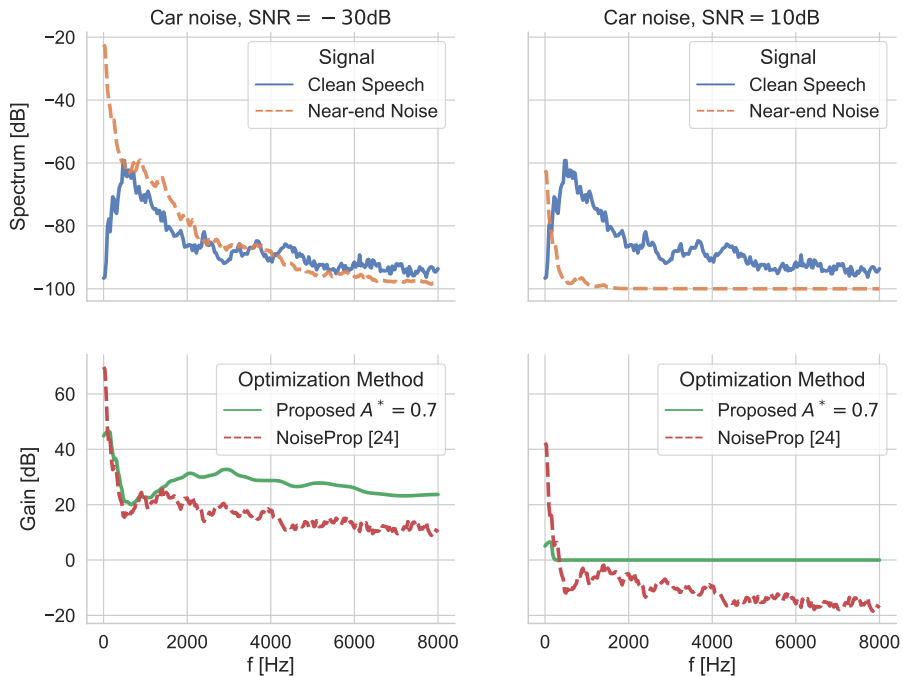 Car noise, SNR = − 30dB
Car noise, SNR = 10dB
−20
−40
−60
−80
−100
Spectrum [dB]
Signal
Clean Speech
Near-end Noise
Signal
Clean Speech
Near-end Noise
60
40
20
0
−20
Gain [dB]
Optimization Method
Proposed A* = 0.7
NoiseProp [24]
Optimization Method
Proposed A* = 0.7
NoiseProp [24]
0 2000 4000 6000 8000
f [Hz]
0 2000 4000 6000 8000
f [Hz]